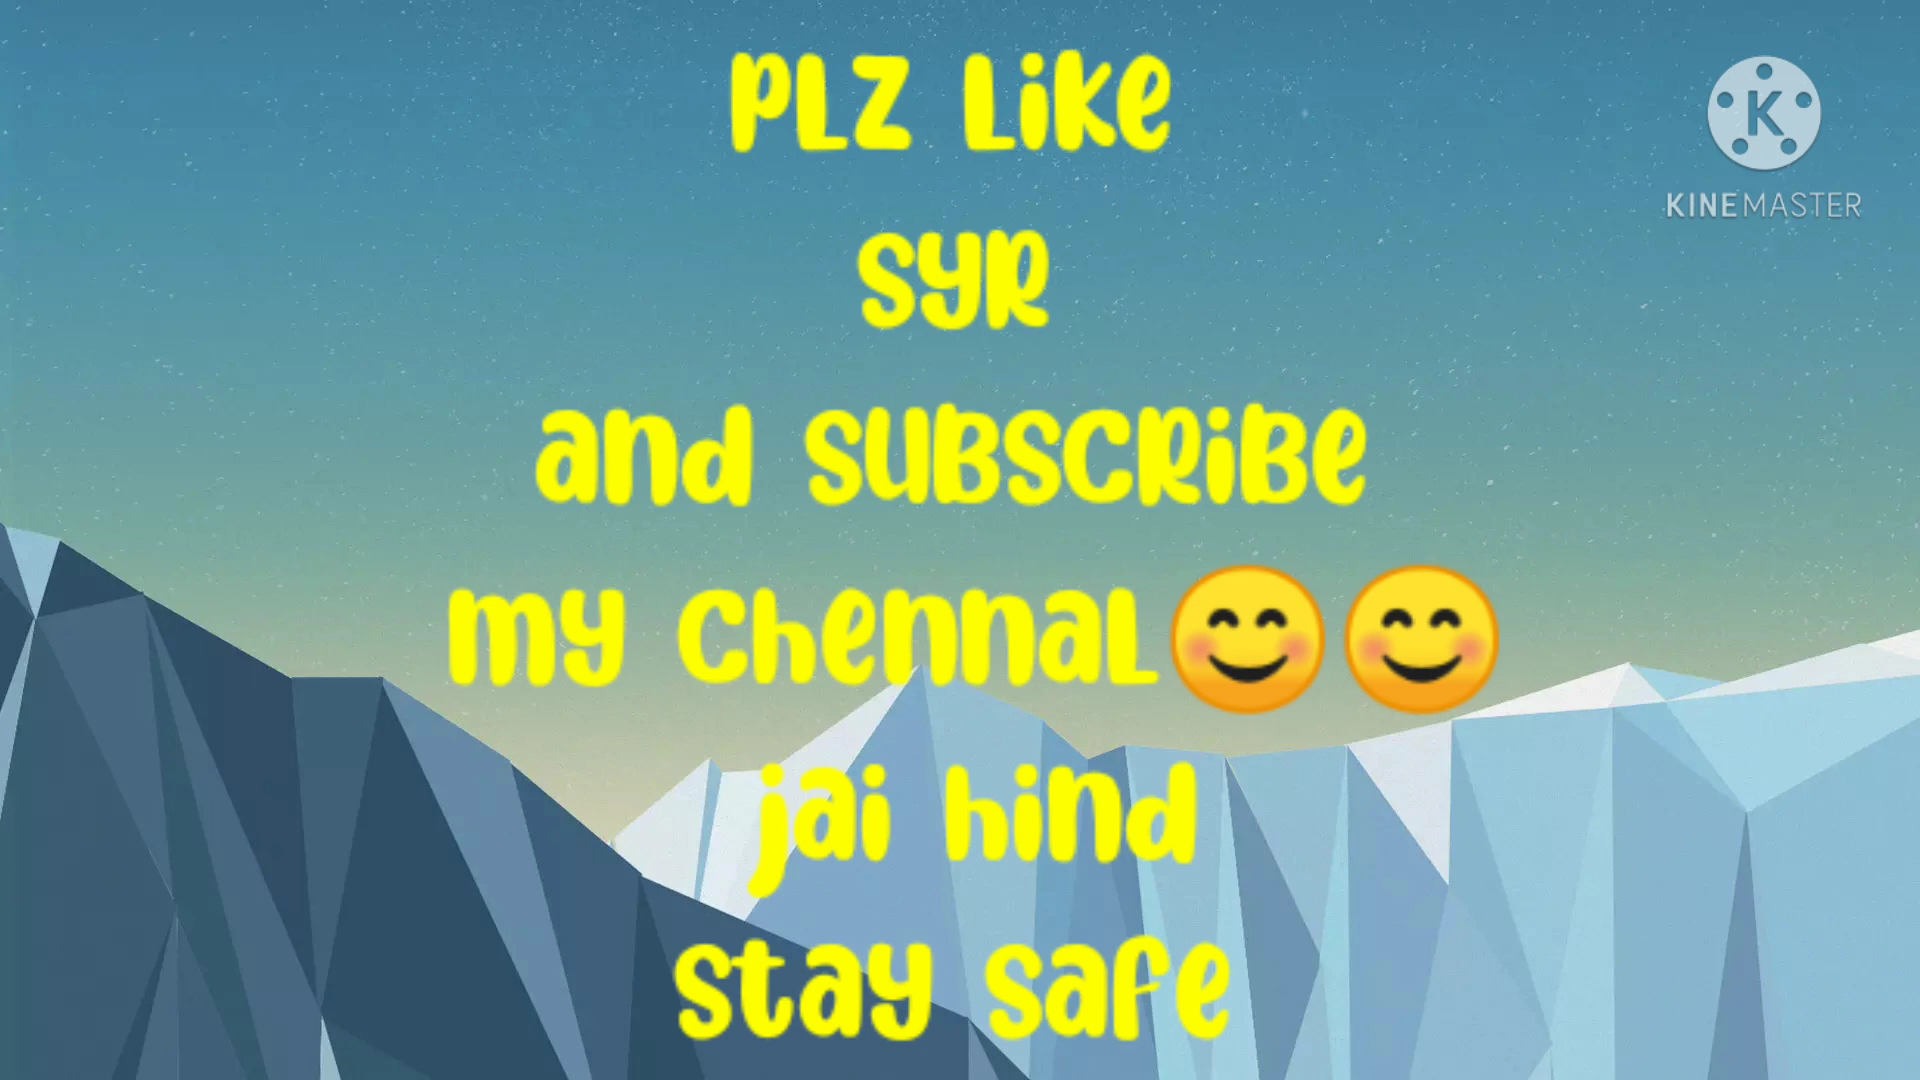 PLZ Like
SYR
and SUBSCRiBe
my chennal😊😊
jai hind
stay safe
K
KINEMASTER